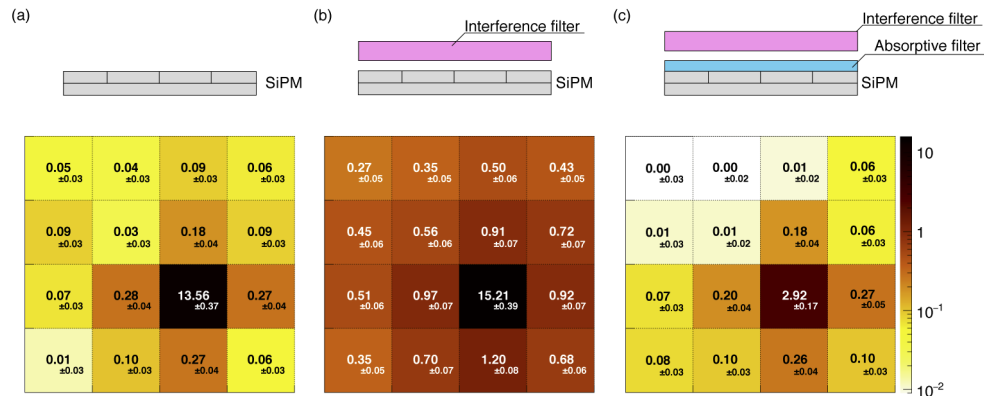 (a)
(b)
(c)
Interference filter
Interference filter
Absorptive filter
SiPM
SiPM
SiPM
0.05 ±0.03 0.04 ±0.03 0.09 ±0.03 0.06 ±0.03
0.09 ±0.03 0.03 ±0.03 0.18 ±0.04 0.09 ±0.03
0.07 ±0.03 0.28 ±0.04 13.56 ±0.37 0.27 ±0.04
0.01 ±0.03 0.10 ±0.03 0.27 ±0.04 0.06 ±0.03
0.27 ±0.05 0.35 ±0.05 0.50 ±0.06 0.43 ±0.05
0.45 ±0.06 0.56 ±0.06 0.91 ±0.07 0.72 ±0.07
0.51 ±0.06 0.97 ±0.07 15.21 ±0.39 0.92 ±0.07
0.35 ±0.05 0.70 ±0.07 1.20 ±0.08 0.68 ±0.06
0.00 ±0.03 0.00 ±0.02 0.01 ±0.02 0.06 ±0.03
0.01 ±0.03 0.01 ±0.02 0.18 ±0.04 0.06 ±0.03
0.07 ±0.03 0.20 ±0.04 2.92 ±0.17 0.27 ±0.05
0.08 ±0.03 0.10 ±0.03 0.26 ±0.04 0.10 ±0.03
10
1
10⁻¹
10⁻²